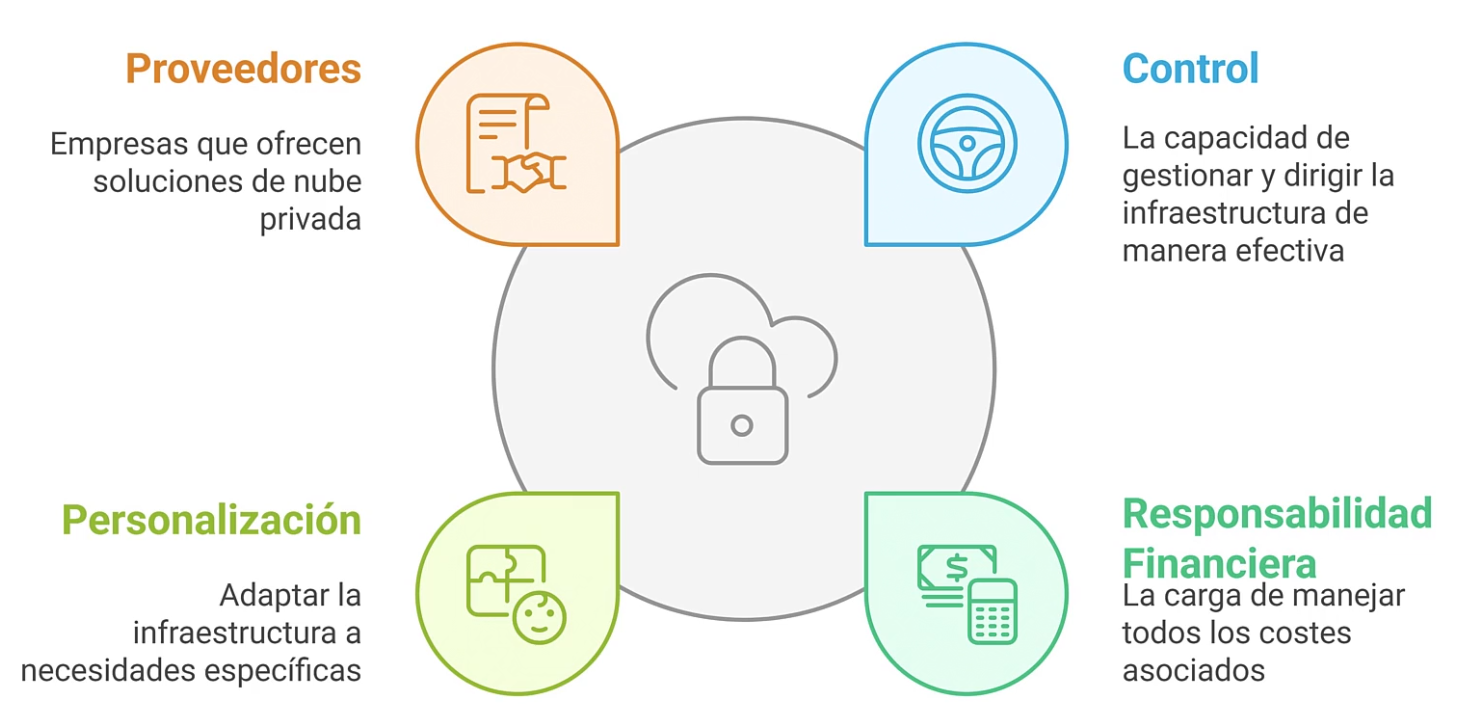 Proveedores
Empresas que ofrecen
soluciones de nube
privada
Control
La capacidad de
gestionar y dirigir la
infraestructura de
manera efectiva
Personalización
Adaptar la
infraestructura a
necesidades específicas
Responsabilidad
Financiera
La carga de manejar
todos los costes
asociados
$